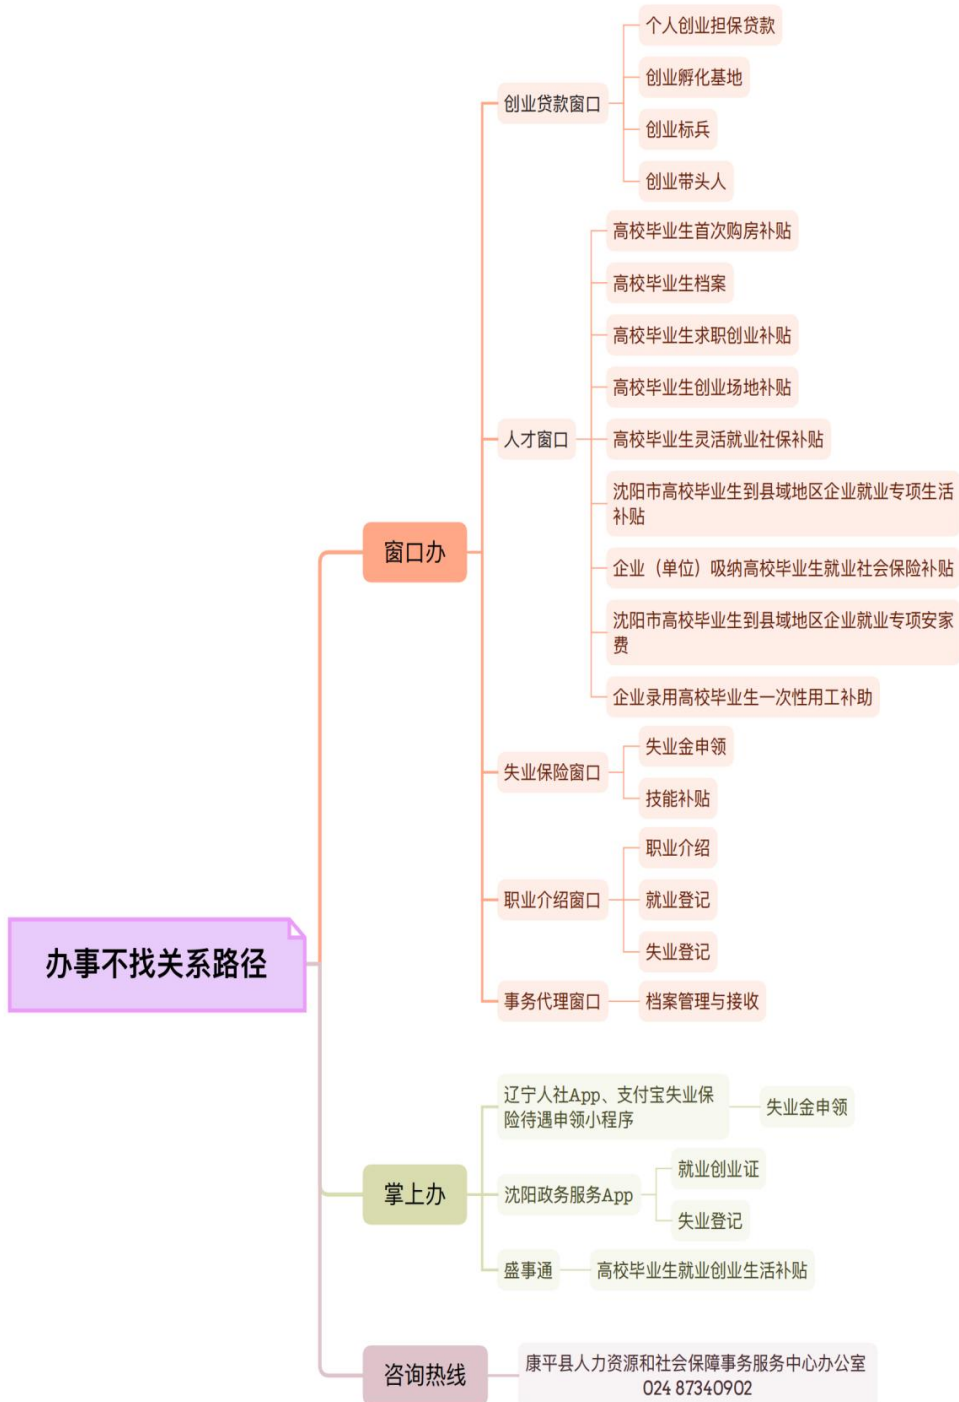 办事不找关系路径
窗口办
创业贷款窗口
个人创业担保贷款
创业孵化基地
创业标兵
创业带头人
人才窗口
高校毕业生首次购房补贴
高校毕业生档案
高校毕业生求职创业补贴
高校毕业生创业场地补贴
高校毕业生灵活就业社保补贴
沈阳市高校毕业生到县域地区企业就业专项生活
补贴
企业（单位）吸纳高校毕业生就业社会保险补贴
沈阳市高校毕业生到县域地区企业就业专项安家
费
企业录用高校毕业生一次性用工补助
失业保险窗口
失业金申领
技能补贴
职业介绍窗口
职业介绍
就业登记
失业登记
事务代理窗口
档案管理与接收
掌上办
辽宁人社App、支付宝失业保
险待遇申领小程序
失业金申领
沈阳政务服务App
就业创业证
失业登记
盛事通
高校毕业生就业创业生活补贴
咨询热线
康平县人力资源和社会保障事务服务中心办公室
024 87340902